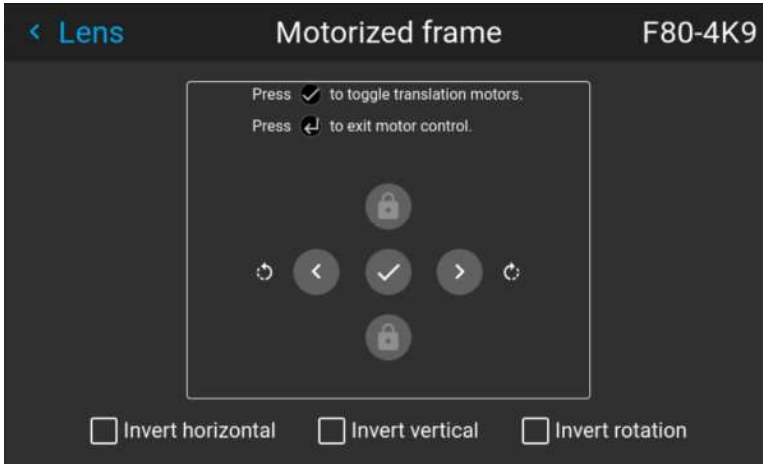 Lens
Motorized frame
F80-4K9
Press to toggle translation motors.
Press to exit motor control.
Invert horizontal
Invert vertical
Invert rotation